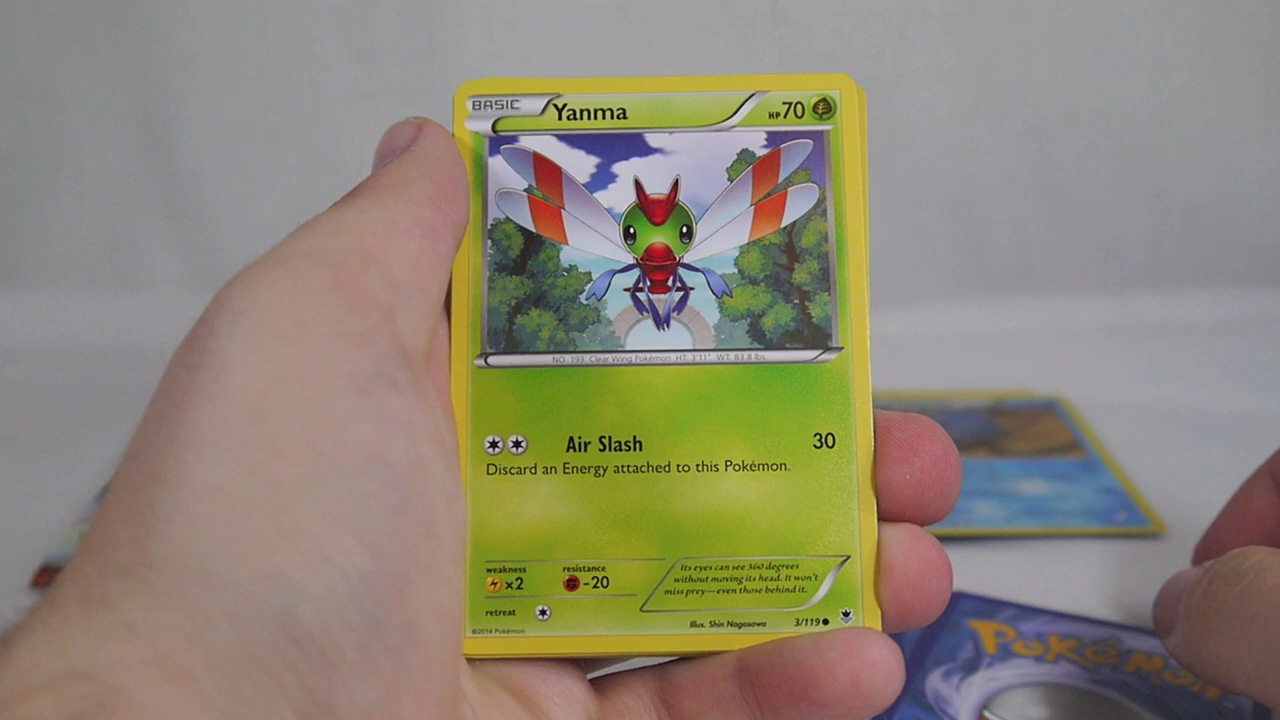 BASIC Yanma HP 70
NO. 193 Clear Wing Pokémon HT: 3'11" WT: 83.8 lbs.
Air Slash 30
Discard an Energy attached to this Pokémon.
weakness resistance
×2 -20
retreat
Its eyes can see 360 degrees
without moving its head. It won't
miss prey—even those behind it.
Illus. Shin Nagasawa 3/119
©2014 Pokémon
POKéMON